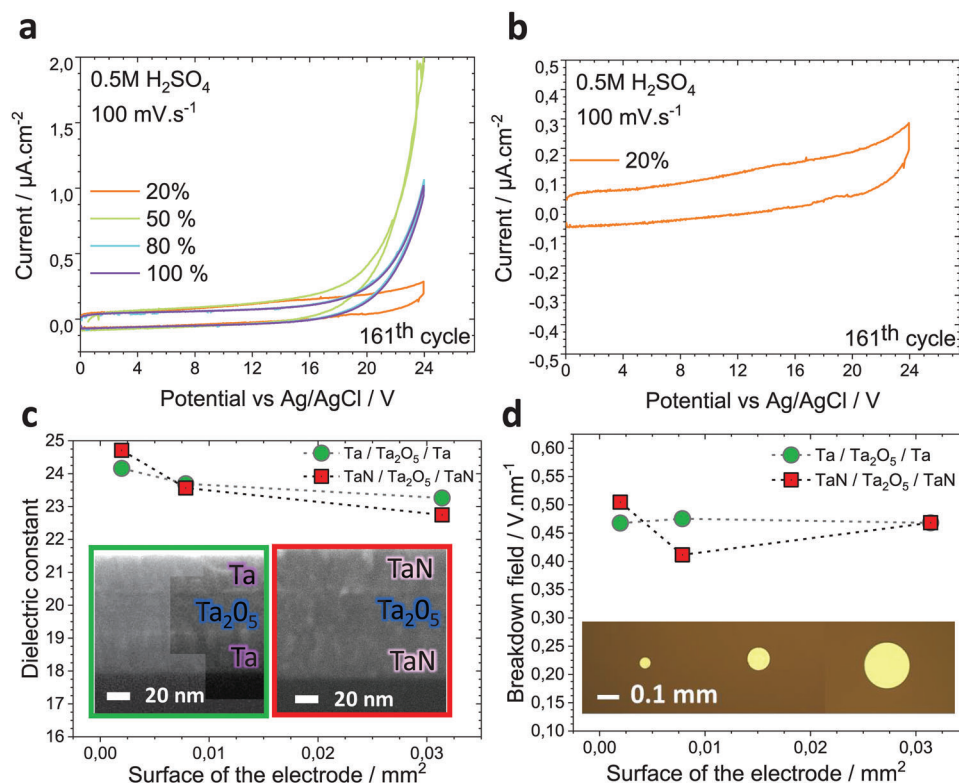 a
0.5M H₂SO₄
100 mV.s⁻¹
20%
50 %
80 %
100 %
161ᵗʰ cycle
2,0
1,5
1,0
0,5
0,0
Current / µA.cm⁻²
0 4 8 12 16 20 24
Potential vs Ag/AgCl / V
b
0.5M H₂SO₄
100 mV.s⁻¹
20%
161ᵗʰ cycle
0,5
0,4
0,3
0,2
0,1
0,0
-0,1
-0,2
-0,3
-0,4
-0,5
Current / µA.cm⁻²
0 4 8 12 16 20 24
Potential vs Ag/AgCl / V
c
Ta / Ta₂O₅ / Ta
TaN / Ta₂O₅ / TaN
25
24
23
22
21
20
19
18
17
16
Dielectric constant
Ta
Ta₂0₅
Ta
20 nm
TaN
Ta₂0₅
TaN
20 nm
0,00 0,01 0,02 0,03
Surface of the electrode / mm²
d
Ta / Ta₂O₅ / Ta
TaN / Ta₂O₅ / TaN
0,60
0,55
0,50
0,45
0,40
0,35
0,30
0,25
0,20
0,15
0,10
Breakdown field / V.nm⁻¹
0.1 mm
0,00 0,01 0,02 0,03
Surface of the electrode / mm²